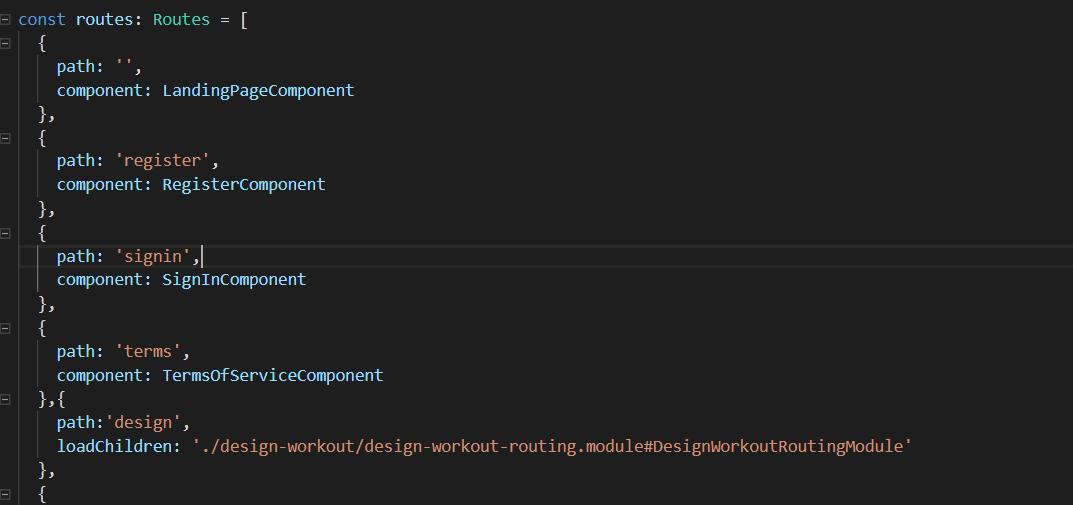 const routes: Routes = [
{
path: '',
component: LandingPageComponent
},
{
path: 'register',
component: RegisterComponent
},
{
path: 'signin',
component: SignInComponent
},
{
path: 'terms',
component: TermsOfServiceComponent
},{
path:'design',
loadChildren: './design-workout/design-workout-routing.module#DesignWorkoutRoutingModule'
},
{